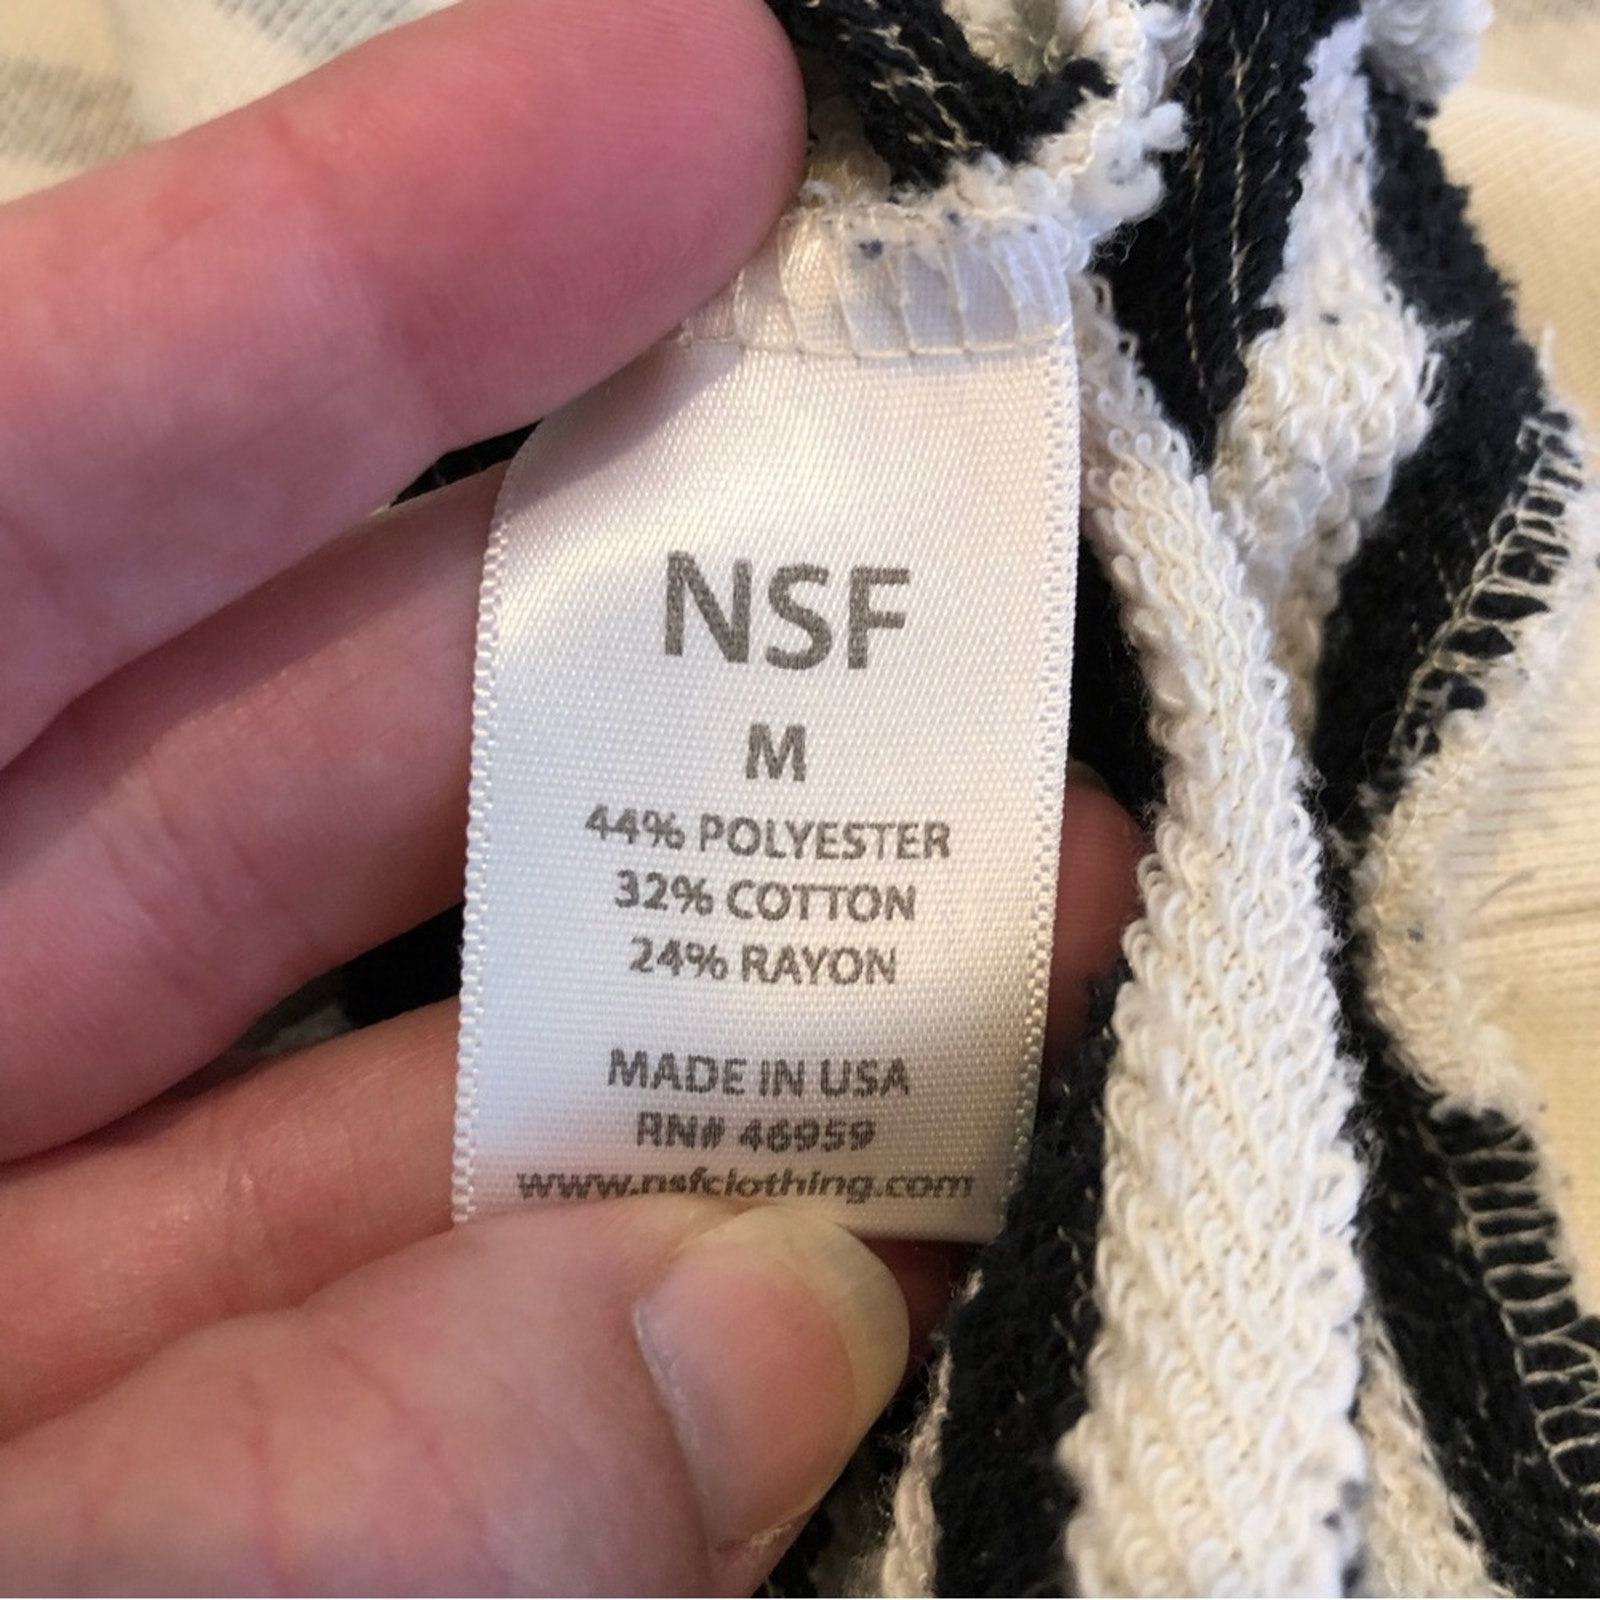 NSF
M
44% POLYESTER
32% COTTON
24% RAYON
MADE IN USA
RN# 46959
www.nsfclothing.com